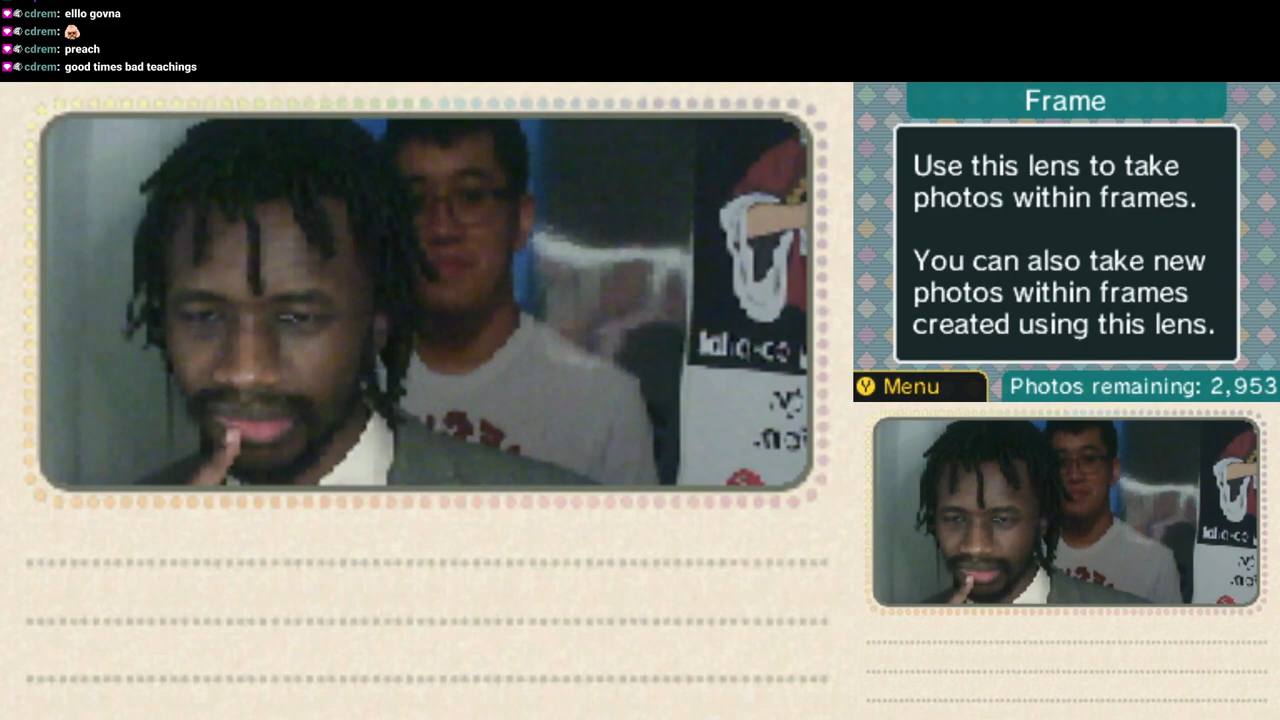 cdrem: elllo govna
cdrem:
cdrem: preach
cdrem: good times bad teachings
Frame
Use this lens to take
photos within frames.
You can also take new
photos within frames
created using this lens.
Y Menu
Photos remaining: 2,953